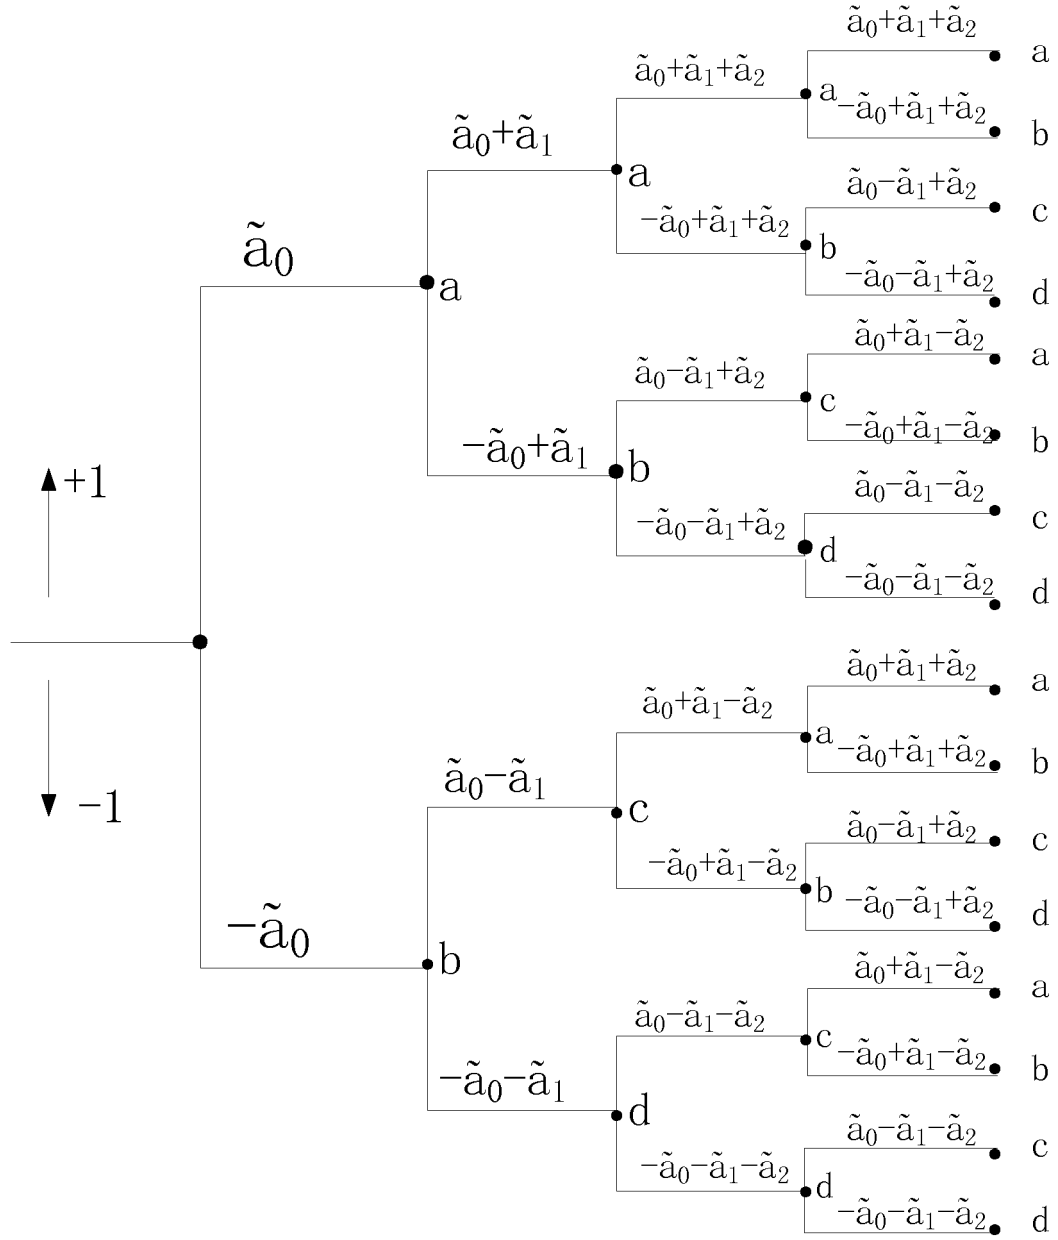 ã₀+ã₁+ã₂
a
ã₀+ã₁+ã₂
a
-ã₀+ã₁+ã₂
b
ã₀+ã₁
a
ã₀-ã₁+ã₂
c
-ã₀+ã₁+ã₂
b
ã₀
-ã₀-ã₁+ã₂
d
a
ã₀+ã₁-ã₂
a
ã₀-ã₁+ã₂
c
-ã₀+ã₁-ã₂
b
-ã₀+ã₁
b
+1
ã₀-ã₁-ã₂
c
-ã₀-ã₁+ã₂
d
-ã₀-ã₁-ã₂
d
ã₀+ã₁+ã₂
a
ã₀+ã₁-ã₂
a
-ã₀+ã₁+ã₂
b
ã₀-ã₁
-1
c
ã₀-ã₁+ã₂
c
-ã₀+ã₁-ã₂
b
-ã₀-ã₁+ã₂
d
-ã₀
b
ã₀+ã₁-ã₂
a
ã₀-ã₁-ã₂
c
-ã₀+ã₁-ã₂
b
-ã₀-ã₁
d
ã₀-ã₁-ã₂
c
-ã₀-ã₁-ã₂
d
-ã₀-ã₁-ã₂
d